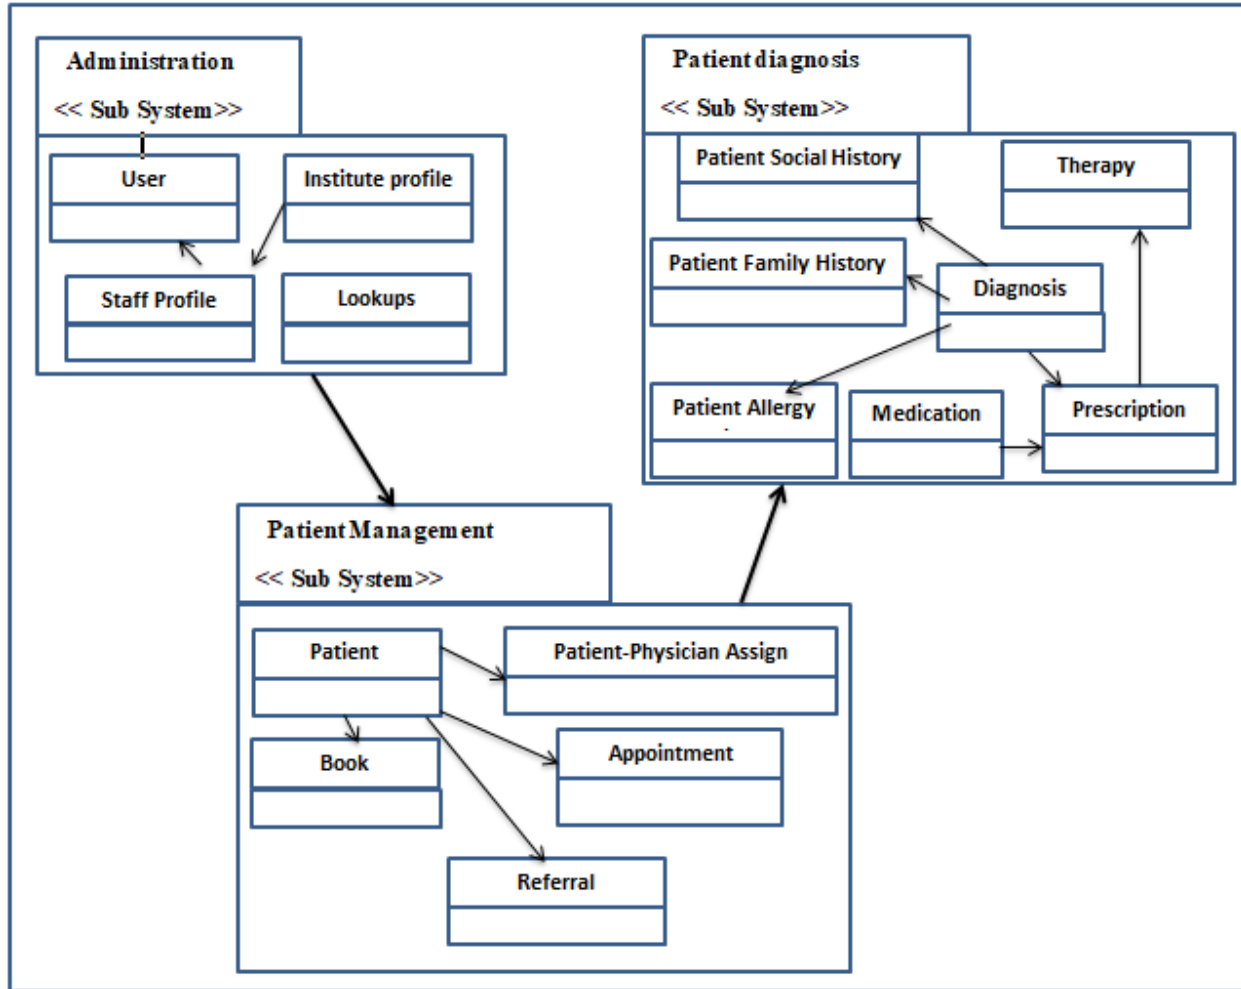 Administration
<< Sub System>>
User
Institute profile
Staff Profile
Lookups
Patient diagnosis
<< Sub System>>
Patient Social History
Therapy
Patient Family History
Diagnosis
Patient Allergy
Medication
Prescription
Patient Management
<< Sub System>>
Patient
Patient-Physician Assign
Book
Appointment
Referral